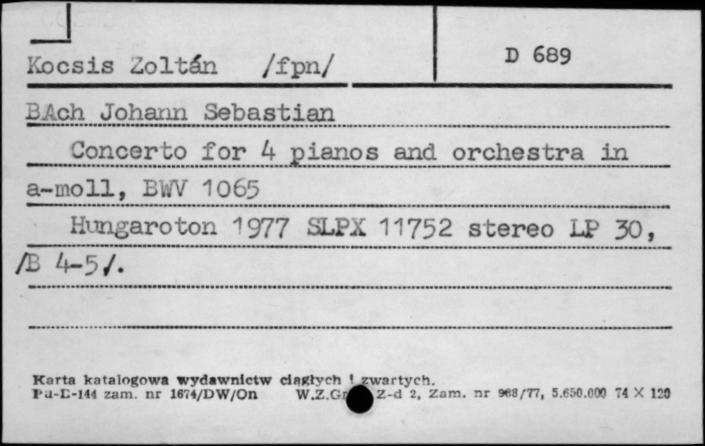 Kocsis Zoltán /fpn/ D 689
BAch Johann Sebastian
Concerto for 4 pianos and orchestra in
a-moll, BWV 1065
Hungaroton 1977 SLPX 11752 stereo LP 30,
/B 4-5/.
Karta katalogowa wydawnictw ciągłych i zwartych.
Pu-E-144 zam. nr 1674/DW/On W.Z.Gr Z-d 2, Zam. nr 988/77, 5.650.000 74 X 120